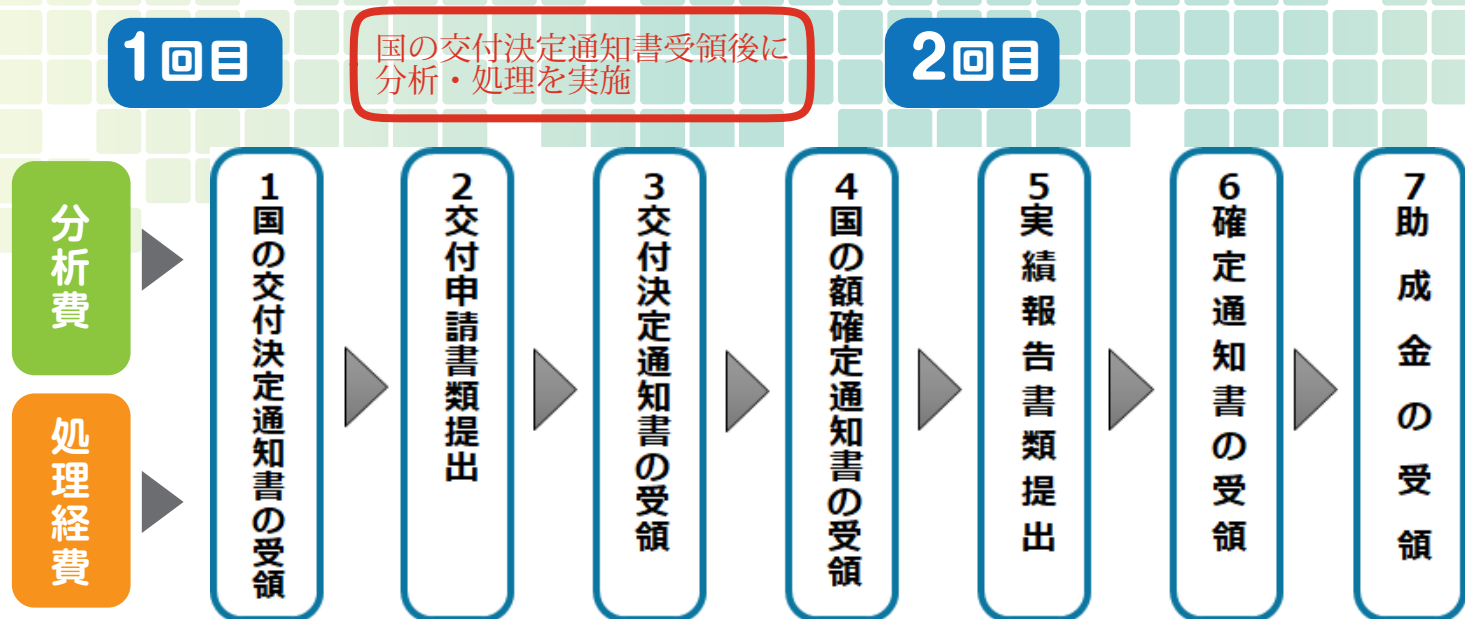 1回目
国の交付決定通知書受領後に
分析・処理を実施
2回目
分析費
処理経費
1
国の交付決定通知書の受領
2
交付申請書類提出
3
交付決定通知書の受領
4
国の額確定通知書の受領
5
実績報告書類提出
6
確定通知書の受領
7
助成金の受領